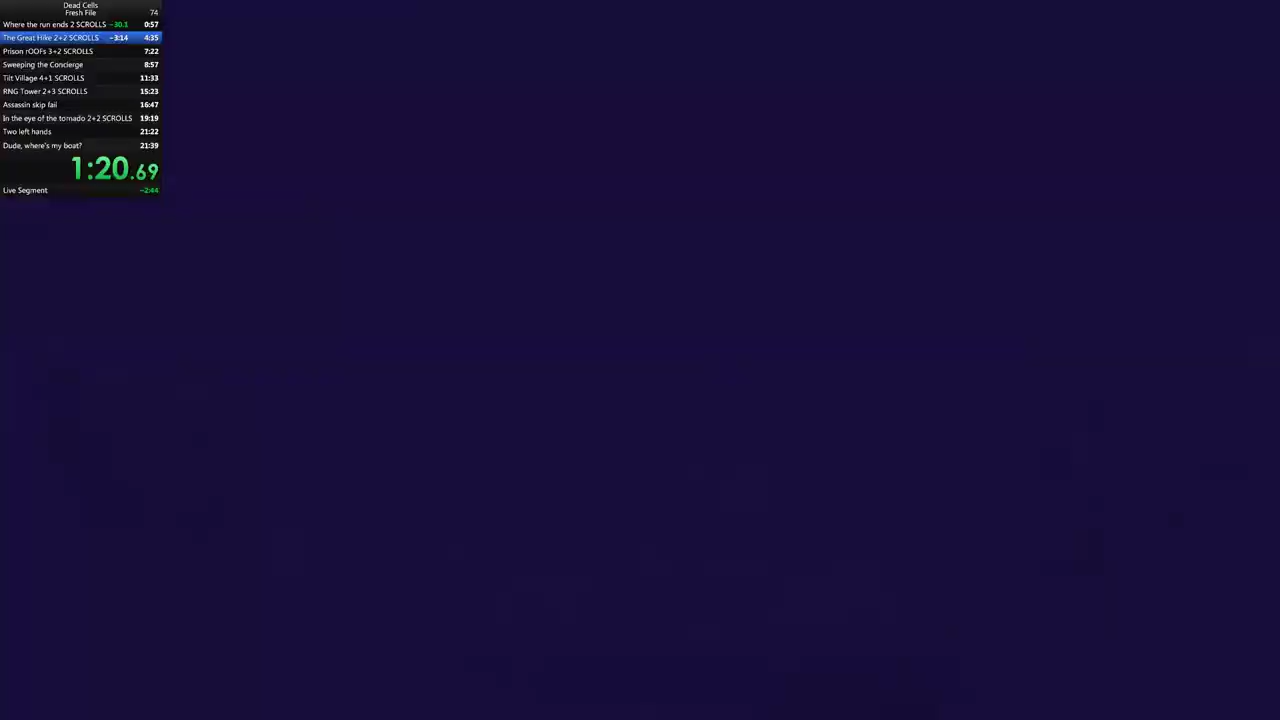 Dead Cells
Fresh File 74
Where the run ends 2 SCROLLS −30.1 0:57
The Great Hike 2+2 SCROLLS −3:14 4:35
Prison rOOFs 3+2 SCROLLS 7:22
Sweeping the Concierge 8:57
Tilt Village 4+1 SCROLLS 11:33
RNG Tower 2+3 SCROLLS 15:23
Assassin skip fail 16:47
In the eye of the tornado 2+2 SCROLLS 19:19
Two left hands 21:22
Dude, where's my boat? 21:39
1:20.69
Live Segment −2:44